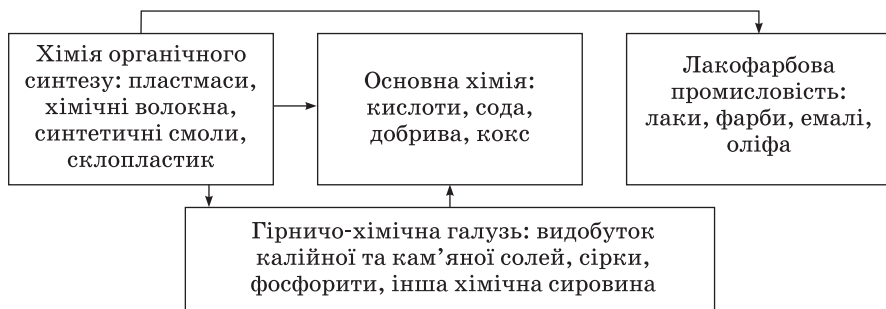 Хімія органічного
синтезу: пластмаси,
хімічні волокна,
синтетичні смоли,
склопластик
Основна хімія:
кислоти, сода,
добрива, кокс
Лакофарбова
промисловість:
лаки, фарби, емалі,
оліфа
Гірничо-хімічна галузь: видобуток
калійної та кам’яної солей, сірки,
фосфорити, інша хімічна сировина